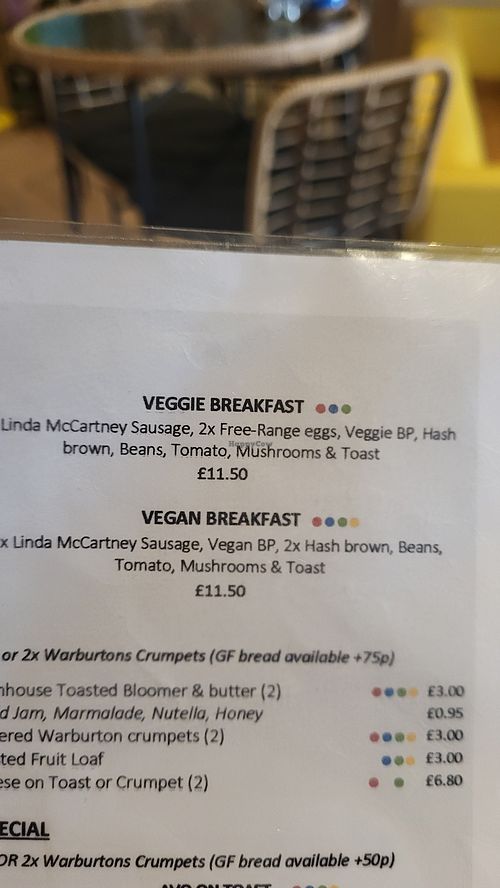 VEGGIE BREAKFAST
Linda McCartney Sausage, 2x Free-Range eggs, Veggie BP, Hash
brown, Beans, Tomato, Mushrooms & Toast
£11.50
HappyCow
VEGAN BREAKFAST
x Linda McCartney Sausage, Vegan BP, 2x Hash brown, Beans,
Tomato, Mushrooms & Toast
£11.50
or 2x Warburtons Crumpets (GF bread available +75p)
nhouse Toasted Bloomer & butter (2) £3.00
d Jam, Marmalade, Nutella, Honey £0.95
ered Warburton crumpets (2) £3.00
ted Fruit Loaf £3.00
ese on Toast or Crumpet (2) £6.80
ECIAL
OR 2x Warburtons Crumpets (GF bread available +50p)
AVO ON TOAST